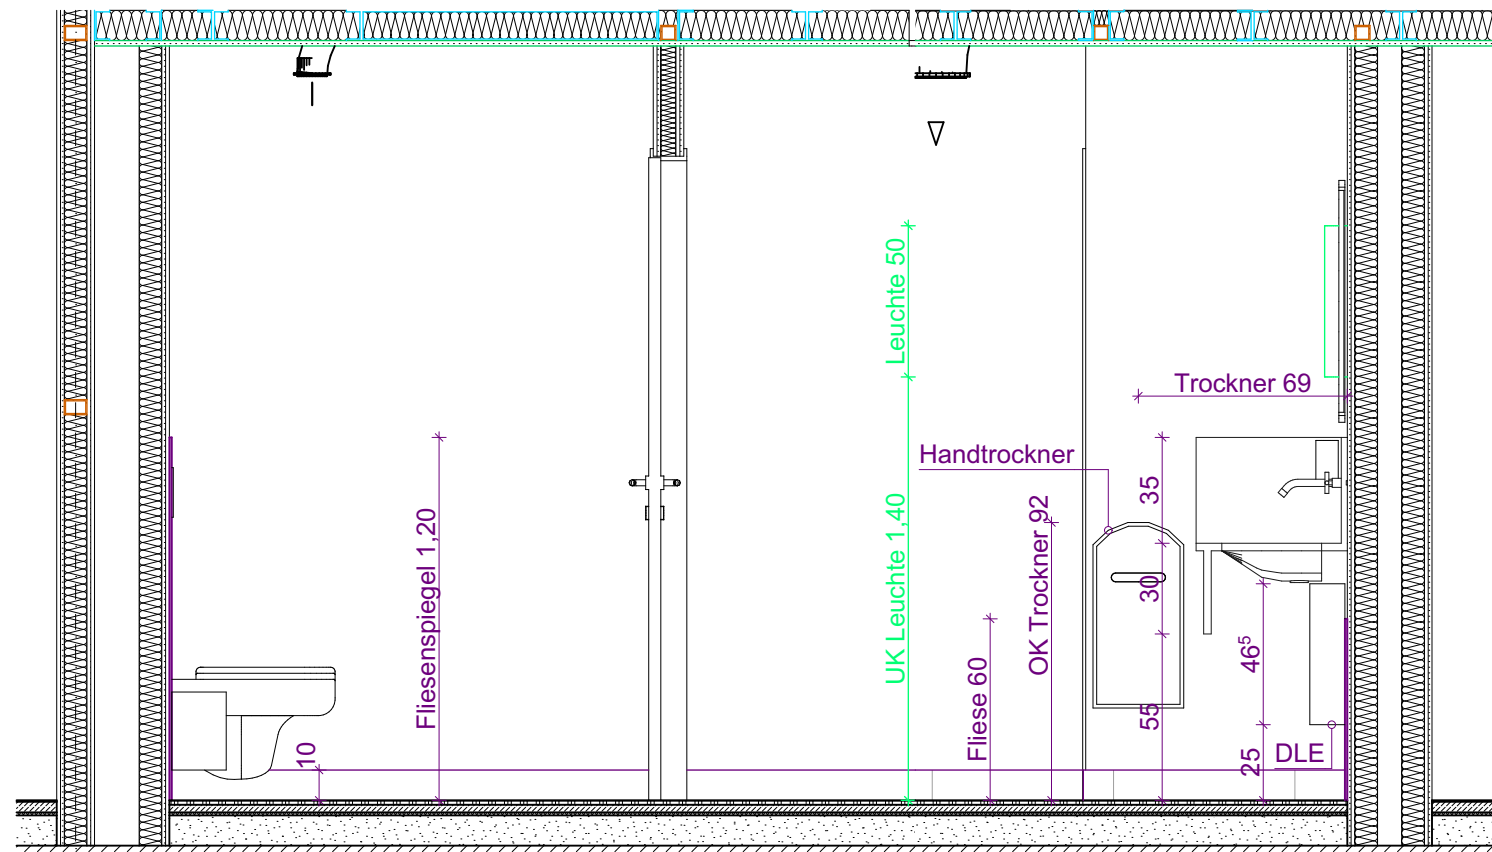 Leuchte 50
Trockner 69
Handtrockner
35
Fliesenspiegel 1,20
UK Leuchte 1,40
OK Trockner 92
30
Fliese 60
46⁵
55
10
25
DLE